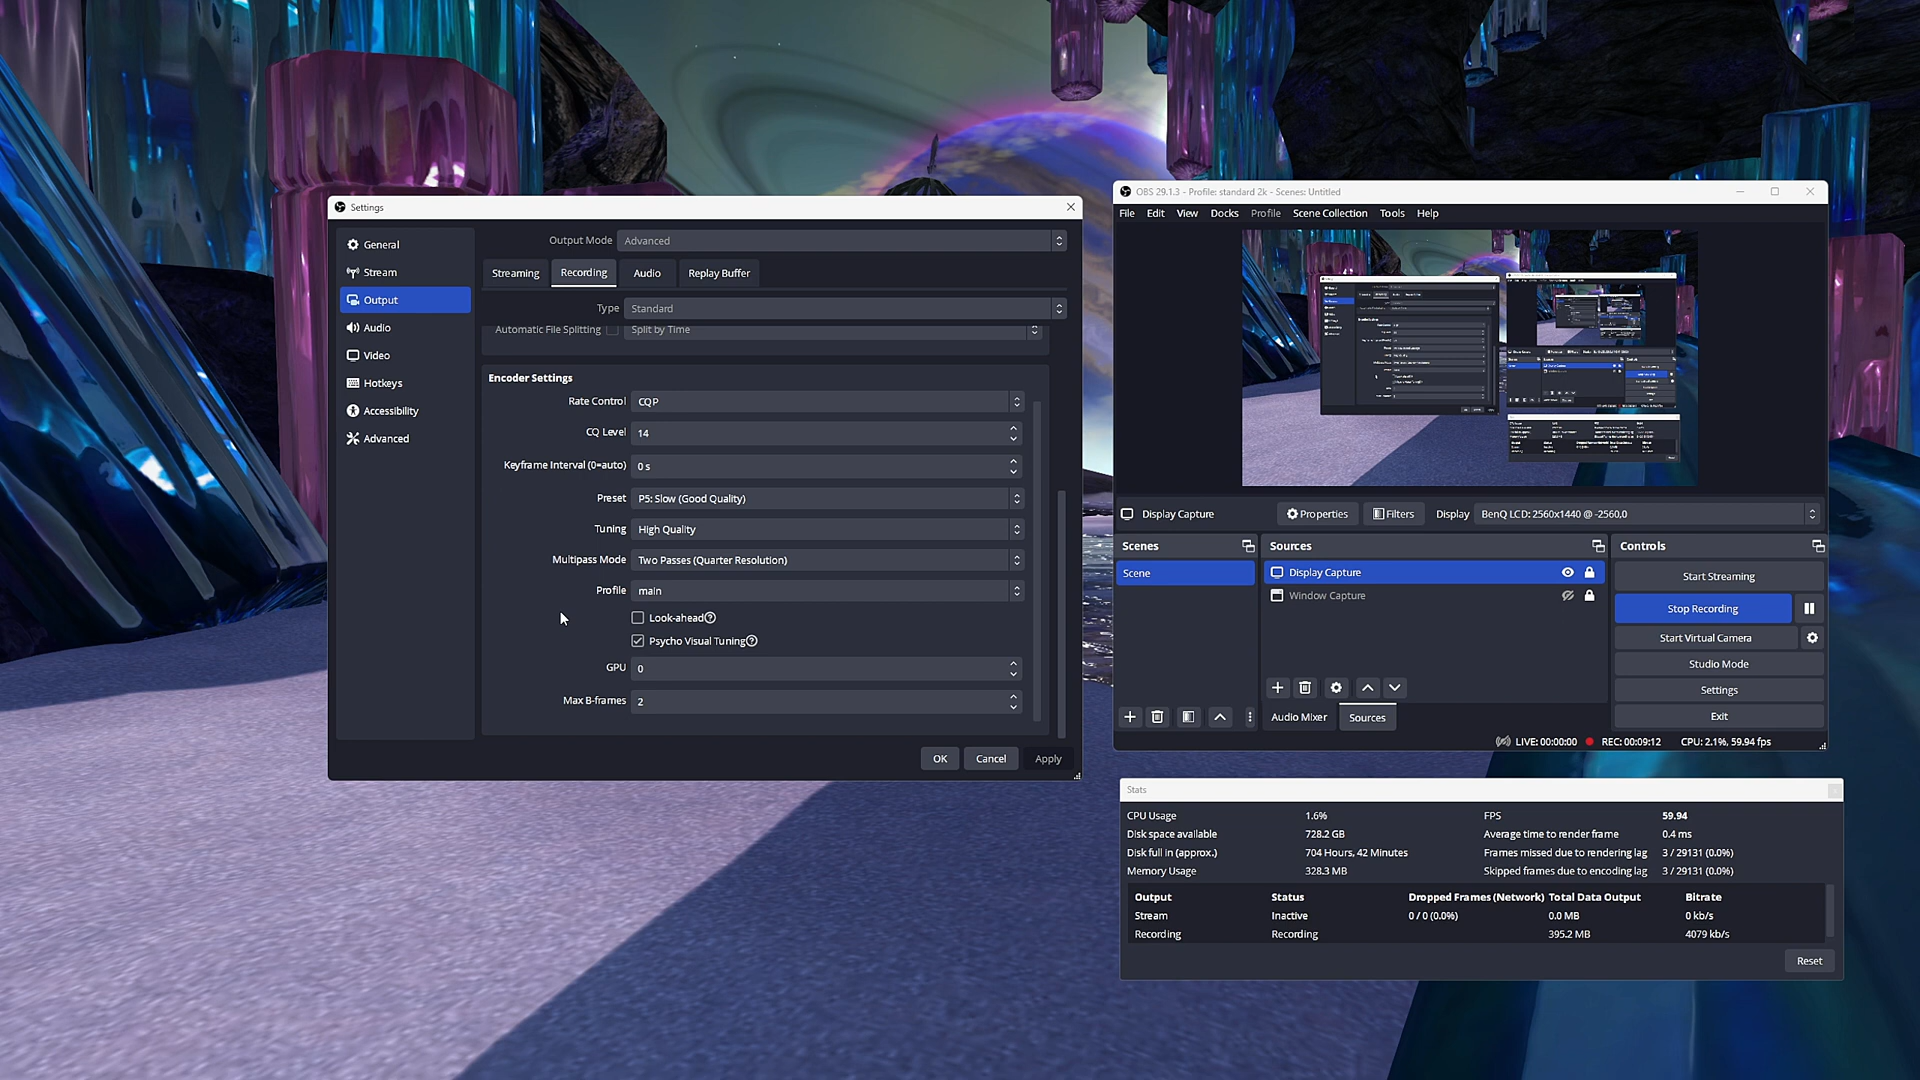 Settings
General
Stream
Output
Audio
Video
Hotkeys
Accessibility
Advanced
Output Mode Advanced
Streaming Recording Audio Replay Buffer
Type Standard
Automatic File Splitting Split by Time
Encoder Settings
Rate Control CQP
CQ Level 14
Keyframe Interval (0=auto) 0 s
Preset P5: Slow (Good Quality)
Tuning High Quality
Multipass Mode Two Passes (Quarter Resolution)
Profile main
Look-ahead
Psycho Visual Tuning
GPU 0
Max B-frames 2
OK Cancel Apply
OBS 29.1.3 - Profile: standard 2k - Scenes: Untitled
File Edit View Docks Profile Scene Collection Tools Help
Display Capture Properties Filters Display BenQ LCD: 2560x1440 @ -2560,0
Scenes
Scene
Sources
Display Capture
Window Capture
Audio Mixer Sources
Controls
Start Streaming
Stop Recording
Start Virtual Camera
Studio Mode
Settings
Exit
LIVE: 00:00:00 REC: 00:09:12 CPU: 2.1%, 59.94 fps
Stats
CPU Usage 1.6% FPS 59.94
Disk space available 728.2 GB Average time to render frame 0.4 ms
Disk full in (approx.) 704 Hours, 42 Minutes Frames missed due to rendering lag 3 / 29131 (0.0%)
Memory Usage 328.3 MB Skipped frames due to encoding lag 3 / 29131 (0.0%)
Output Status Dropped Frames (Network) Total Data Output Bitrate
Stream Inactive 0 / 0 (0.0%) 0.0 MB 0 kb/s
Recording Recording 395.2 MB 4079 kb/s
Reset